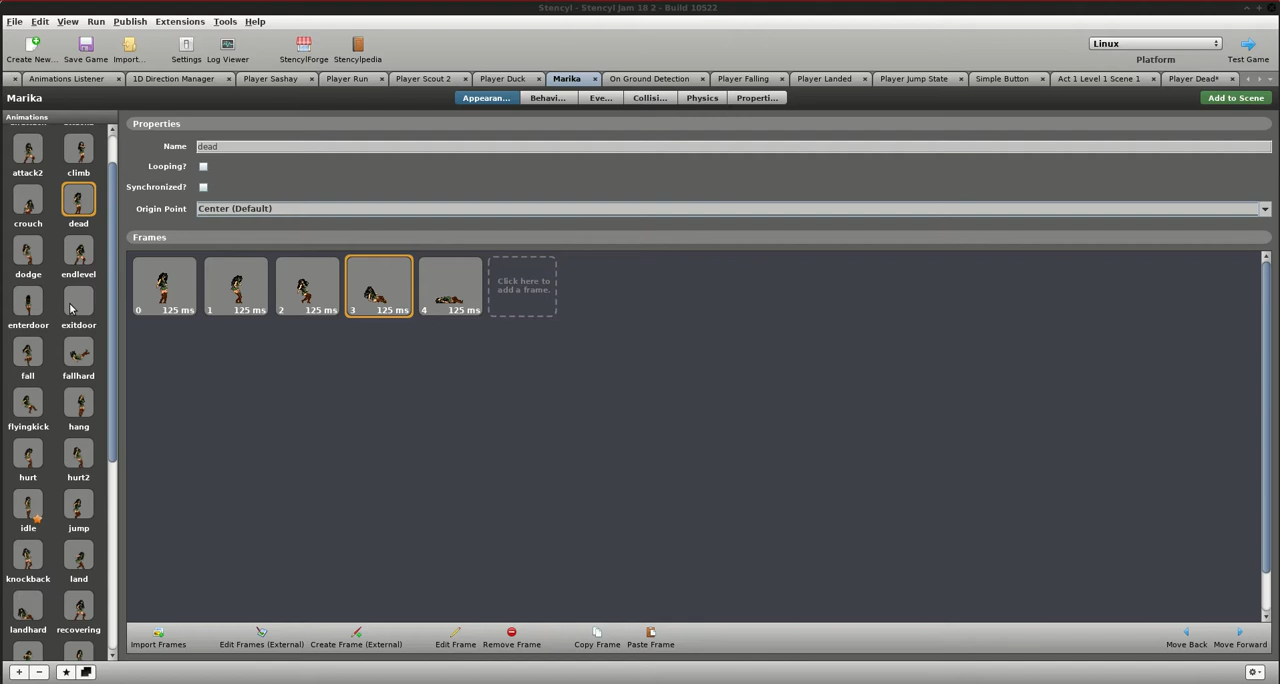 Stencyl - Stencyl Jam 18 2 - Build 10522
File Edit View Run Publish Extensions Tools Help
Create New... Save Game Import... Settings Log Viewer StencylForge Stencylpedia
Linux
Platform
Test Game
Animations Listener 1D Direction Manager Player Sashay Player Run Player Scout 2 Player Duck Marika On Ground Detection Player Falling Player Landed Player Jump State Simple Button Act 1 Level 1 Scene 1 Player Dead*
Marika
Appearan... Behavi... Eve... Collisi... Physics Properti...
Add to Scene
Animations
attack2 climb
crouch dead
dodge endlevel
enterdoor exitdoor
fall fallhard
flyingkick hang
hurt hurt2
idle jump
knockback land
landhard recovering
Properties
Name dead
Looping?
Synchronized?
Origin Point Center (Default)
Frames
0 125 ms 1 125 ms 2 125 ms 3 125 ms 4 125 ms
Click here to
add a frame.
Import Frames Edit Frames (External) Create Frame (External) Edit Frame Remove Frame Copy Frame Paste Frame Move Back Move Forward